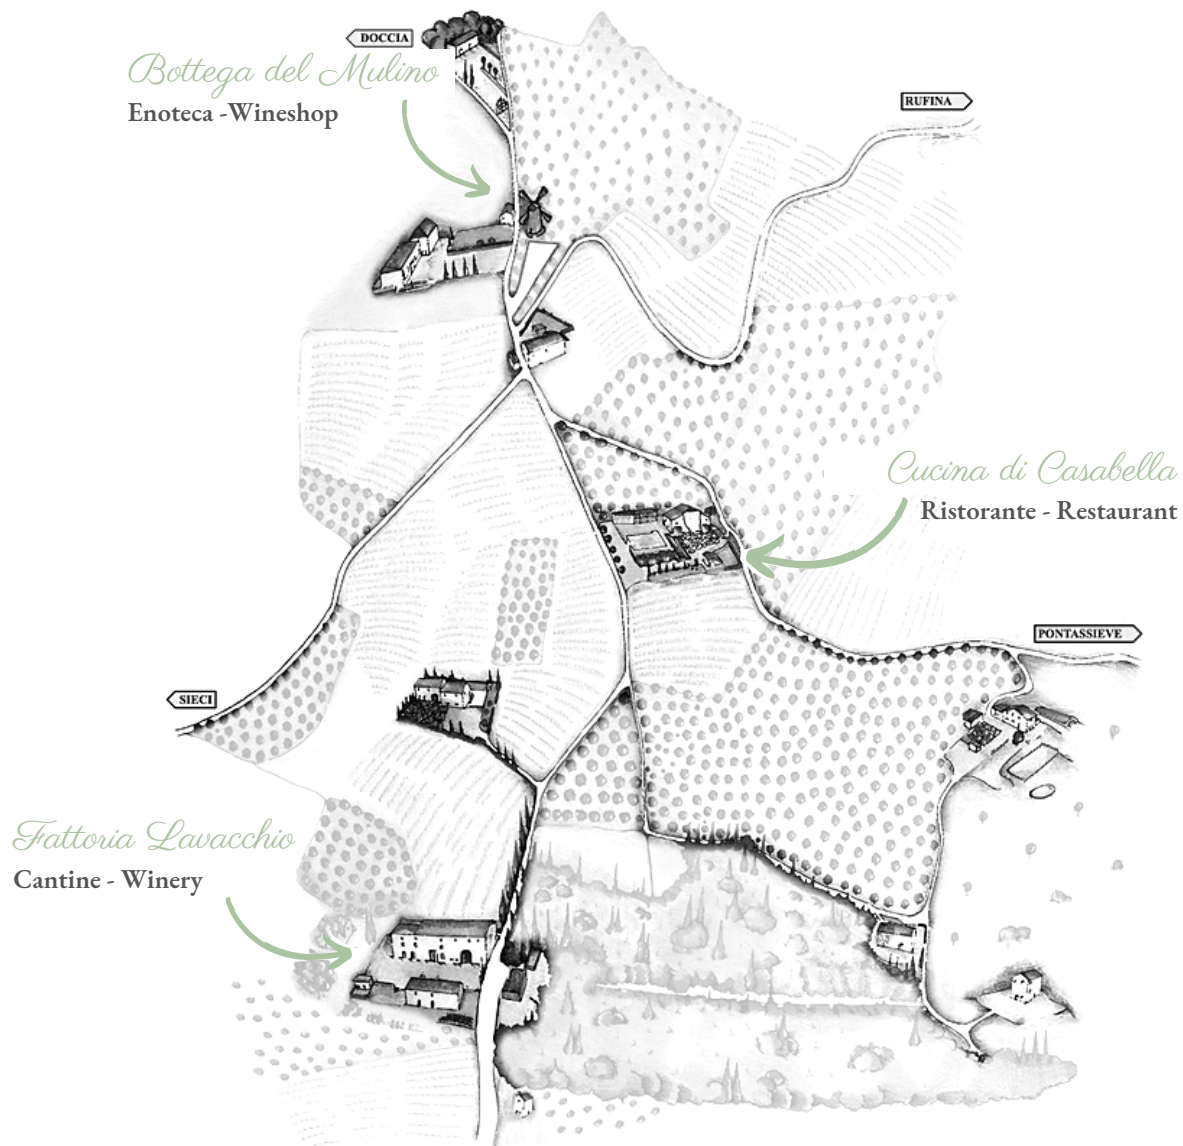 DOCCIA
Bottega del Mulino
Enoteca -Wineshop
RUFINA
Cucina di Casabella
Ristorante - Restaurant
PONTASSIEVE
SIECI
Fattoria Lavacchio
Cantine - Winery